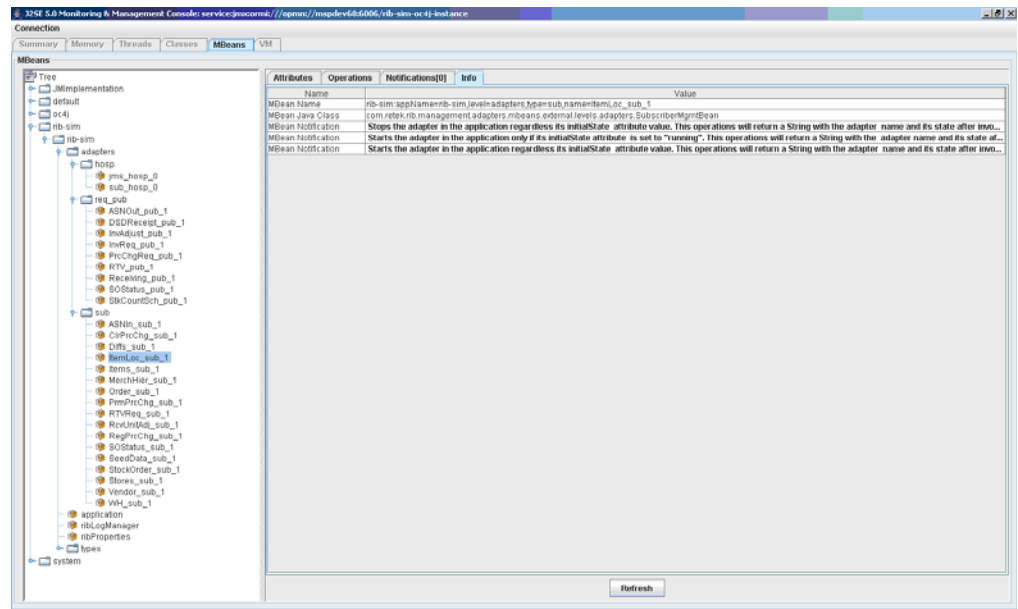 J2SE 5.0 Monitoring & Management Console: service:jmx:ormi:///opmn://mspdev68:6006/rib-sim-oc4j-instance
Connection
Summary Memory Threads Classes MBeans VM
MBeans
Tree
JMImplementation
default
oc4j
rib-sim
rib-sim
adapters
hosp
jms_hosp_0
sub_hosp_0
req_pub
ASNOut_pub_1
DSDReceipt_pub_1
InvAdjust_pub_1
InvReq_pub_1
PrcChgReq_pub_1
RTV_pub_1
Receiving_pub_1
SOStatus_pub_1
StkCountSch_pub_1
sub
ASNIn_sub_1
ClrPrcChg_sub_1
Diffs_sub_1
ItemLoc_sub_1
Items_sub_1
MerchHier_sub_1
Order_sub_1
PrmPrcChg_sub_1
RTVReq_sub_1
RcvUnitAdj_sub_1
RegPrcChg_sub_1
SOStatus_sub_1
SeedData_sub_1
StockOrder_sub_1
Stores_sub_1
Vendor_sub_1
WH_sub_1
application
ribLogManager
ribProperties
types
system
Attributes Operations Notifications[0] Info
Name Value
MBean Name rib-sim:appName=rib-sim,level=adapters,type=sub,name=ItemLoc_sub_1
MBean Java Class com.retek.rib.management.adapters.mbeans.external.levels.adapters.SubscriberMgmtBean
MBean Notification Stops the adapter in the application regardless its initialState attribute value. This operations will return a String with the adapter name and its state after invo...
MBean Notification Starts the adapter in the application only if its initialState attribute is set to "running". This operations will return a String with the adapter name and its state af...
MBean Notification Starts the adapter in the application regardless its initialState attribute value. This operations will return a String with the adapter name and its state after invo...
Refresh